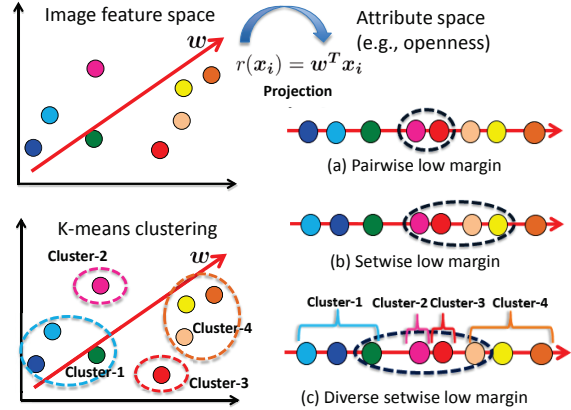 Image feature space
w
Attribute space
(e.g., openness)
r(x_i) = w^T x_i
Projection
(a) Pairwise low margin
(b) Setwise low margin
K-means clustering
w
Cluster-2
Cluster-4
Cluster-1
Cluster-3
Cluster-1 Cluster-2 Cluster-3 Cluster-4
(c) Diverse setwise low margin